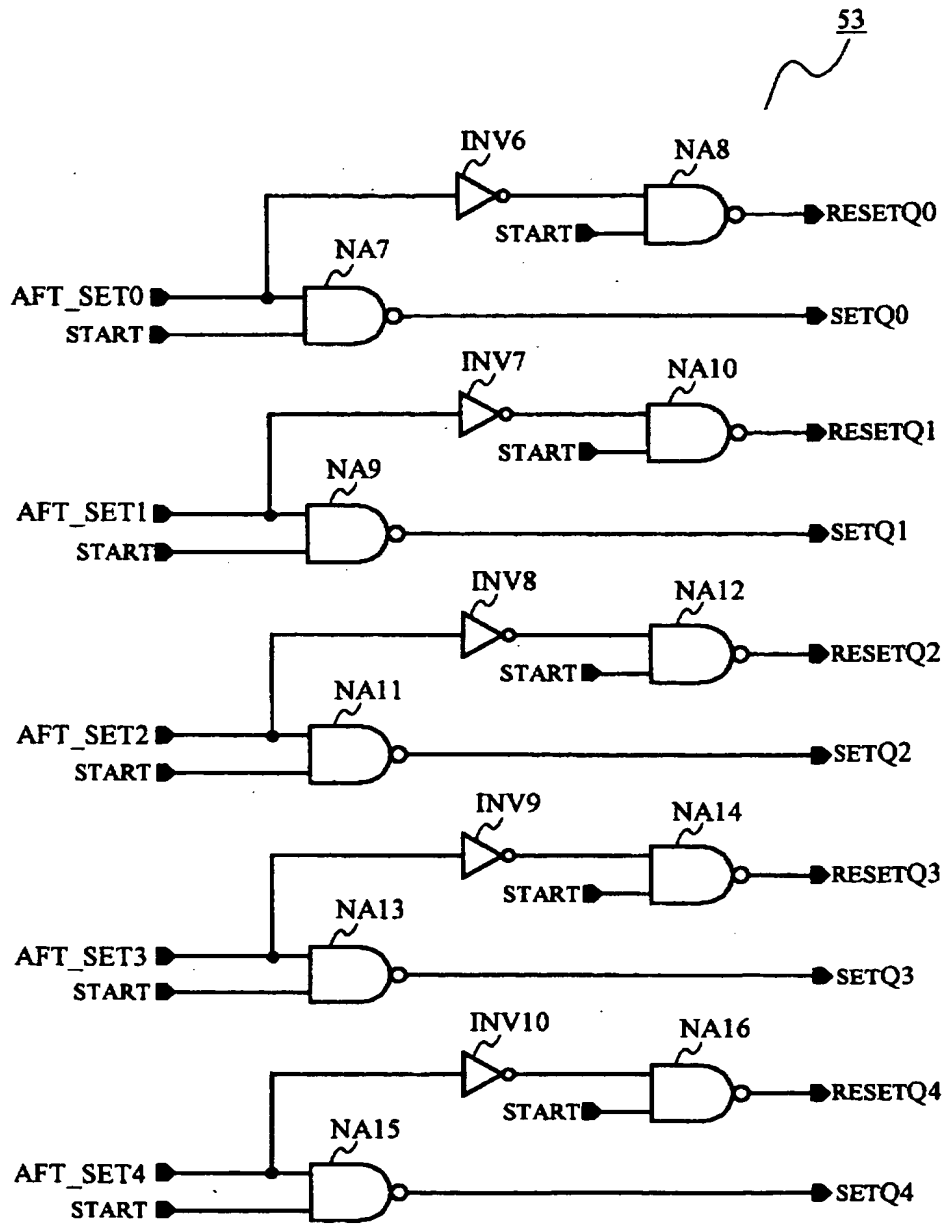 53
INV6
NA8
RESETQ0
START
NA7
AFT_SET0
START
SETQ0
INV7
NA10
RESETQ1
START
NA9
AFT_SET1
START
SETQ1
INV8
NA12
RESETQ2
START
NA11
AFT_SET2
START
SETQ2
INV9
NA14
RESETQ3
START
NA13
AFT_SET3
START
SETQ3
INV10
NA16
RESETQ4
START
NA15
AFT_SET4
START
SETQ4